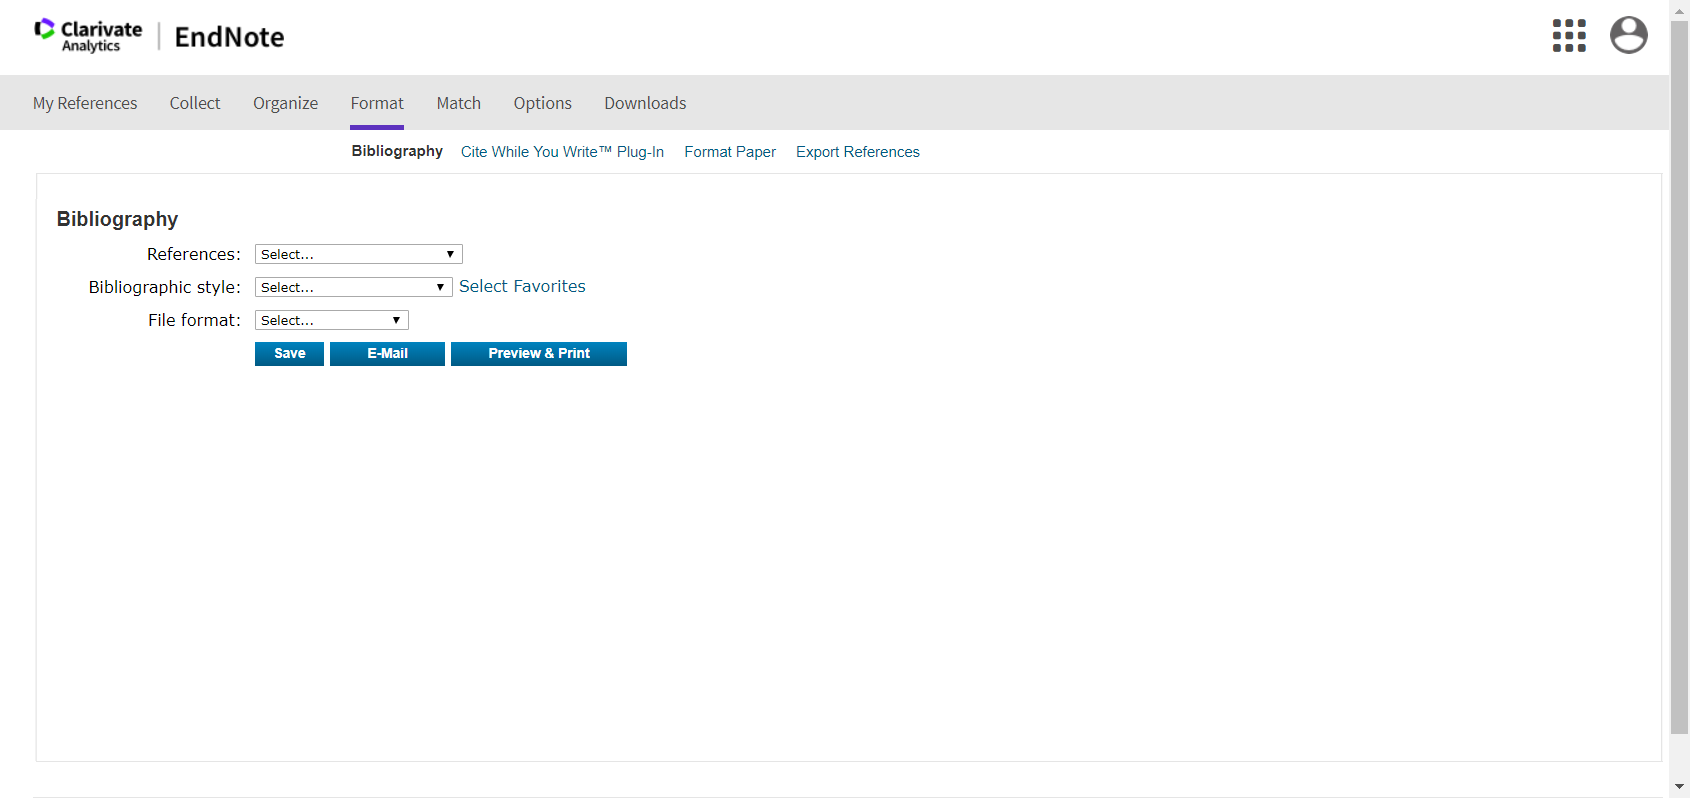 Clarivate
Analytics
EndNote
My References Collect Organize Format Match Options Downloads
Bibliography Cite While You Write™ Plug-In Format Paper Export References
Bibliography
References: Select...
Bibliographic style: Select... Select Favorites
File format: Select...
Save E-Mail Preview & Print